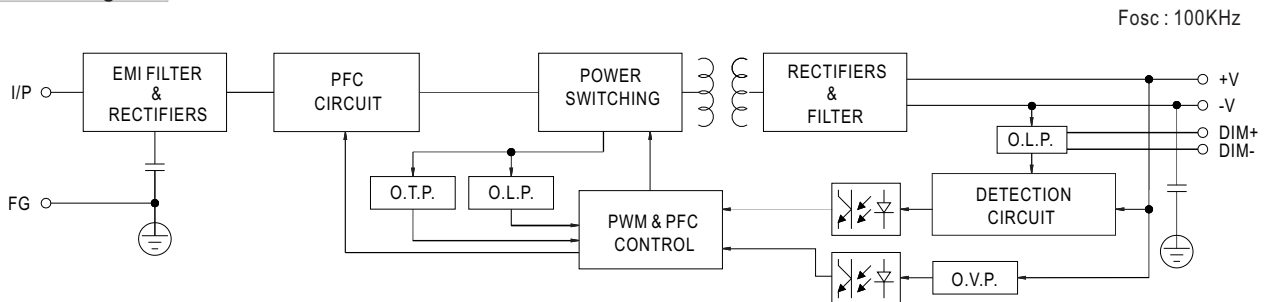 Fosc : 100KHz
I/P
EMI FILTER
&
RECTIFIERS
PFC
CIRCUIT
POWER
SWITCHING
RECTIFIERS
&
FILTER
+V
-V
DIM+
DIM-
O.L.P.
FG
O.T.P.
O.L.P.
PWM & PFC
CONTROL
DETECTION
CIRCUIT
O.V.P.